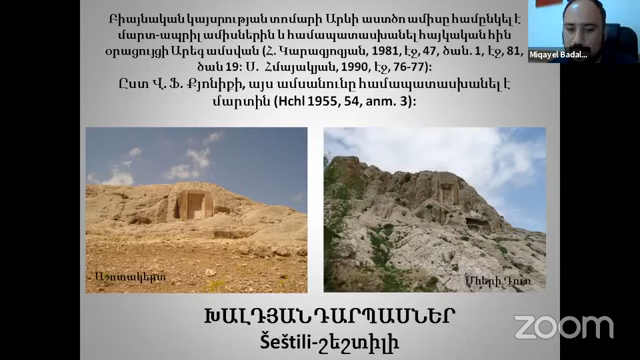 Բիայնական կայսրության տոմարի Արևի աստծո ամիսը համընկել է
մարտ-ապրիլ ամիսներին և համապատասխանել հայկական հին
օրացույցի Արեգ ամսվան (Հ. Կարագյոզյան, 1981, էջ, 47, ծան. 1, էջ, 81,
ծան 19: Ս. Հմայակյան, 1990, էջ, 76-77):
Ըստ Վ. Ֆ. Քյոնիքի, այս ամսանունը համապատասխանել է
մարտին (Hchl 1955, 54, anm. 3):
Miqayel Badal...
Աշոտակերտ
Մհերի Դուռ
ԽԱԼԴՅԱՆ ԴԱՐՊԱՍՆԵՐ
Šeštili-շեշտիլի
zoom